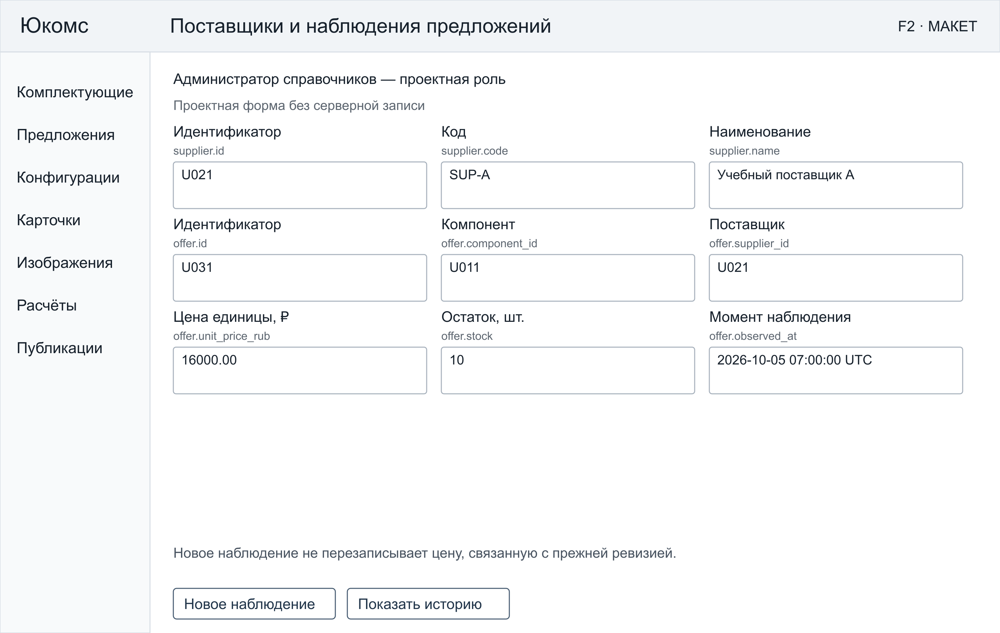 Юкомс
Поставщики и наблюдения предложений
F2 · МАКЕТ
Комплектующие
Предложения
Конфигурации
Карточки
Изображения
Расчёты
Публикации
Администратор справочников — проектная роль
Проектная форма без серверной записи
Идентификатор
supplier.id
U021
Код
supplier.code
SUP-A
Наименование
supplier.name
Учебный поставщик А
Идентификатор
offer.id
U031
Компонент
offer.component_id
U011
Поставщик
offer.supplier_id
U021
Цена единицы, ₽
offer.unit_price_rub
16000.00
Остаток, шт.
offer.stock
10
Момент наблюдения
offer.observed_at
2026-10-05 07:00:00 UTC
Новое наблюдение не перезаписывает цену, связанную с прежней ревизией.
Новое наблюдение
Показать историю